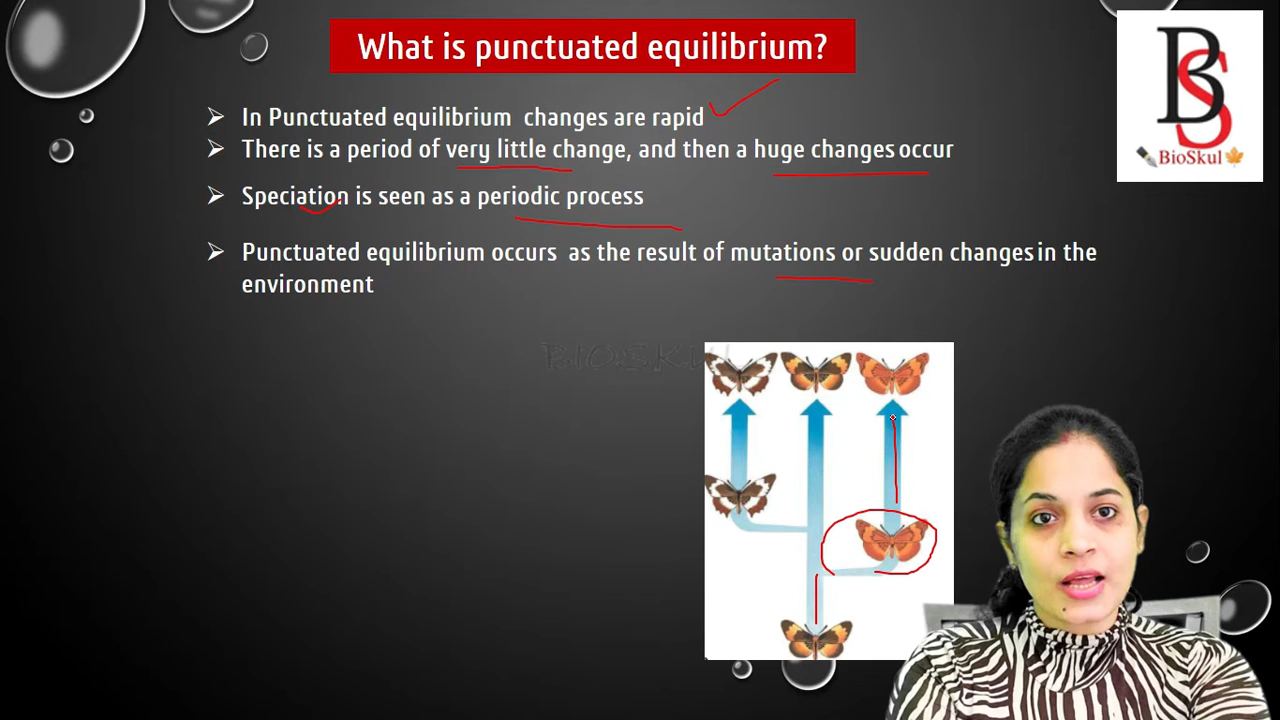 What is punctuated equilibrium?
In Punctuated equilibrium changes are rapid
There is a period of very little change, and then a huge changes occur
Speciation is seen as a periodic process
Punctuated equilibrium occurs as the result of mutations or sudden changes in the
environment
BS
BioSkul
BIOSKU